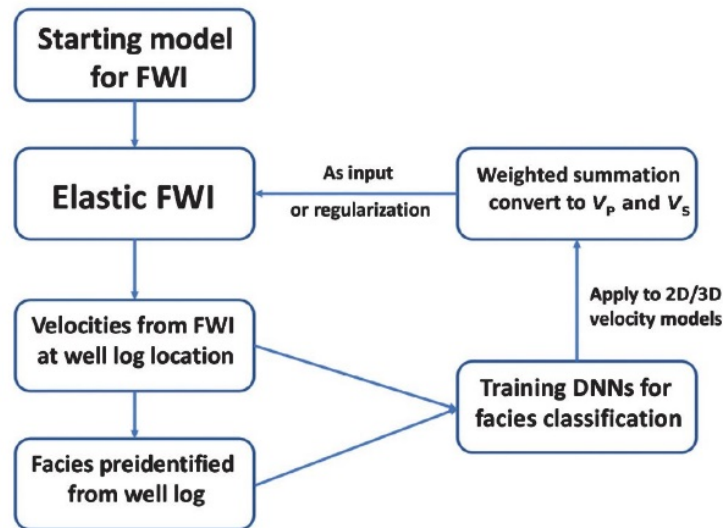 Starting model
for FWI
Elastic FWI
As input
or regularization
Weighted summation
convert to Vₚ and Vₛ
Velocities from FWI
at well log location
Apply to 2D/3D
velocity models
Training DNNs for
facies classification
Facies preidentified
from well log